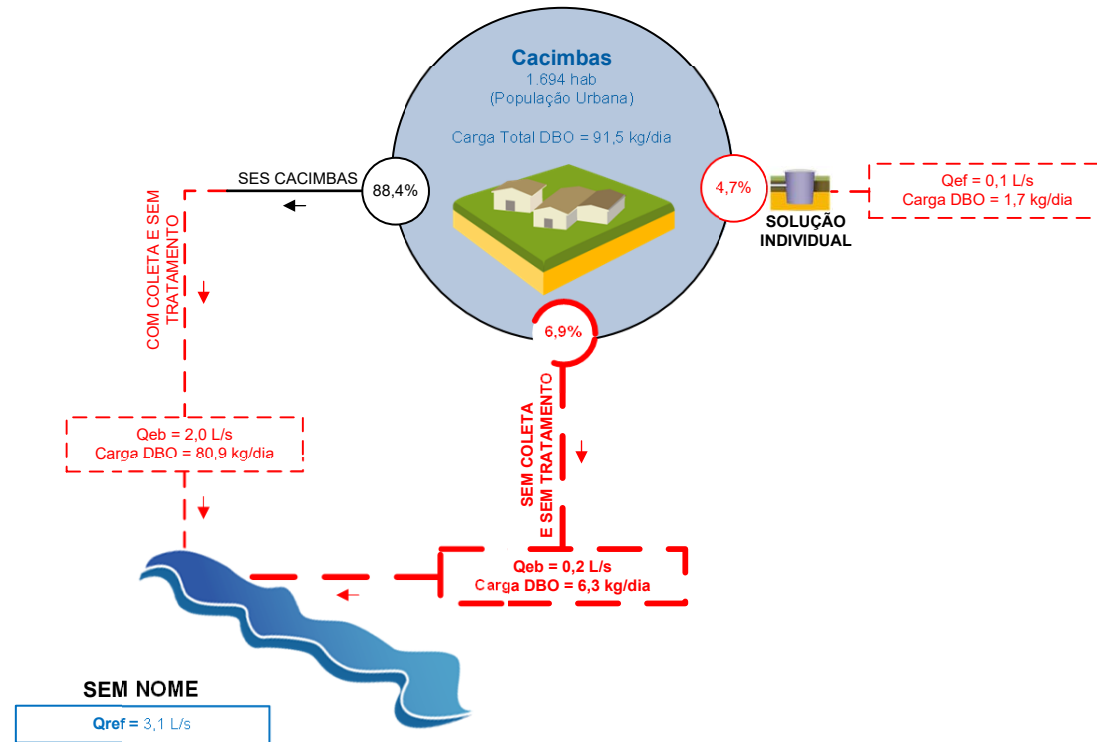 Cacimbas
1.694 hab
(População Urbana)
Carga Total DBO = 91,5 kg/dia
SES CACIMBAS
88,4%
4,7%
SOLUÇÃO
INDIVIDUAL
Qef = 0,1 L/s
Carga DBO = 1,7 kg/dia
COM COLETA E SEM
TRATAMENTO
6,9%
SEM COLETA
E SEM TRATAMENTO
Qeb = 2,0 L/s
Carga DBO = 80,9 kg/dia
Qeb = 0,2 L/s
Carga DBO = 6,3 kg/dia
SEM NOME
Qref = 3,1 L/s